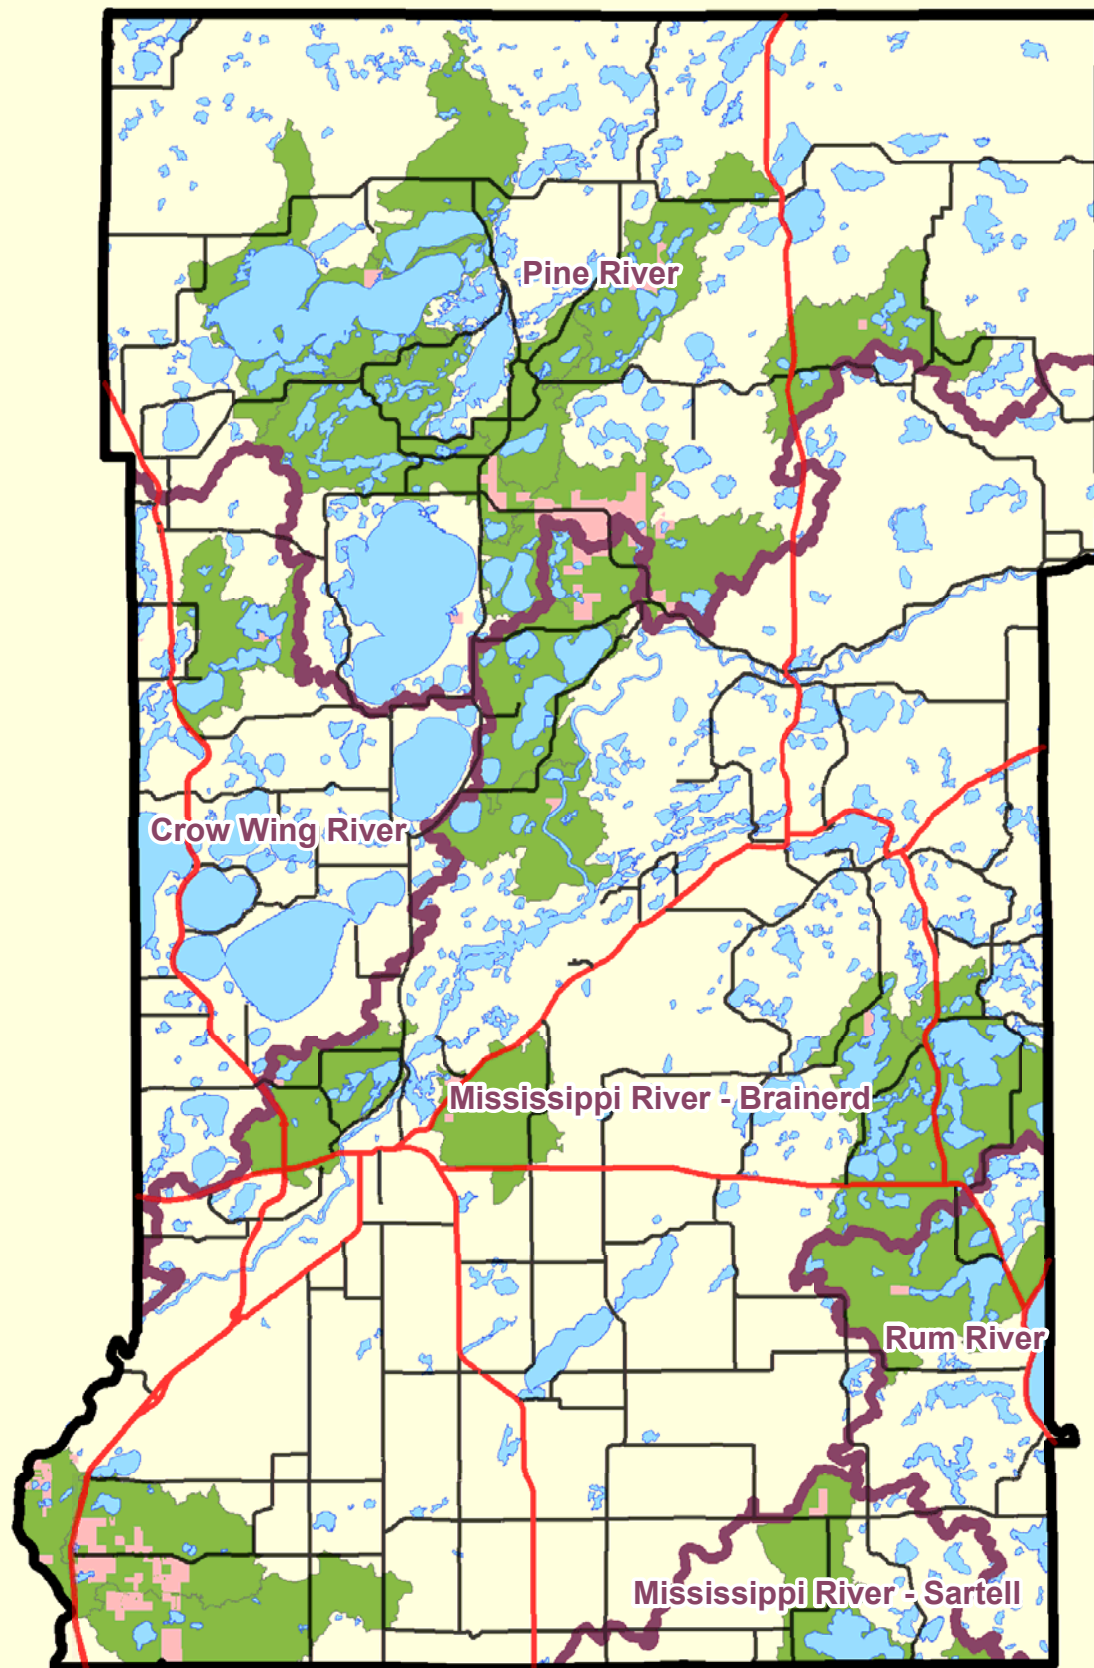 Pine River
Crow Wing River
Mississippi River - Brainerd
Rum River
Mississippi River - Sartell